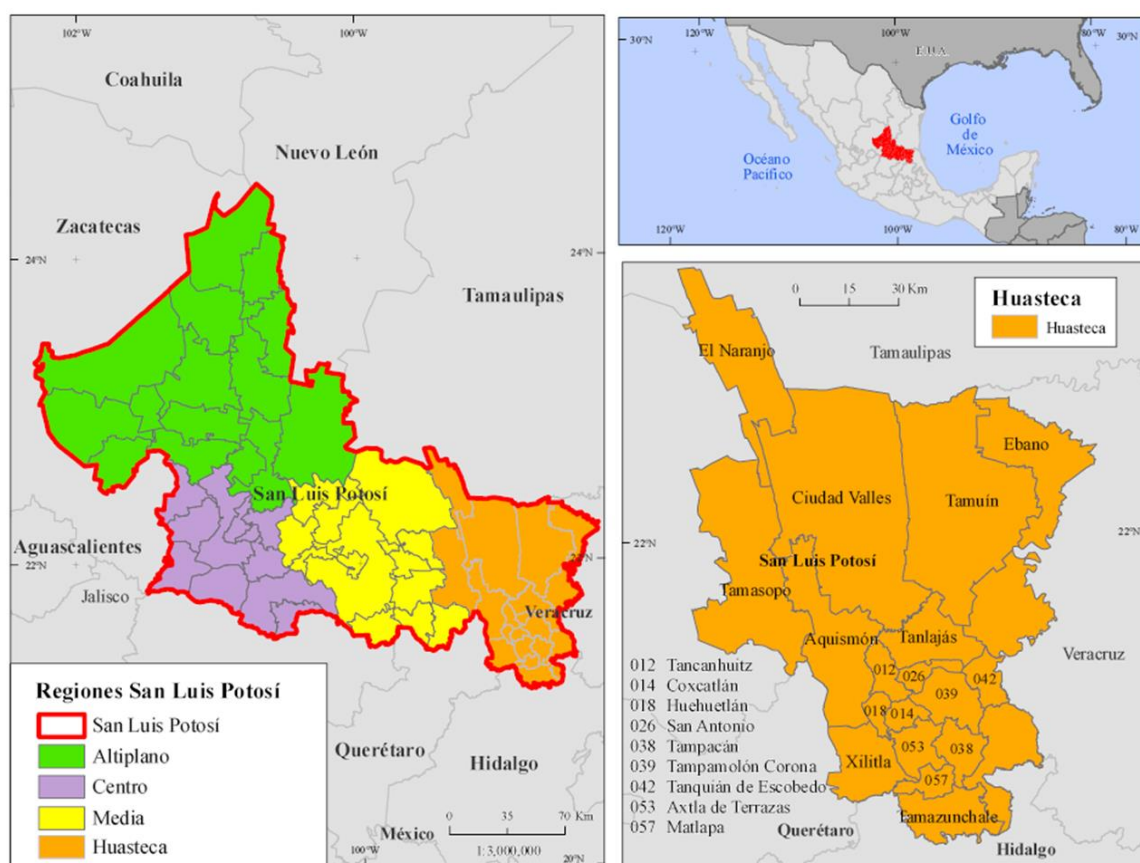 102°W
100°W
Coahuila
Nuevo León
Zacatecas
24°N
24°N
Tamaulipas
San Luis Potosí
Aguascalientes
22°N
22°N
Jalisco
Veracruz
Regiones San Luis Potosí
San Luis Potosí
Altiplano
Centro
Media
Huasteca
Querétaro
Hidalgo
México
0 35 70 Km
1:3,000,000
100°W
20°N
120°W
100°W
80°W
30°N
30°N
E.U.A.
Golfo
de
México
Océano
Pacífico
120°W
100°W
80°W
0 15 30 Km
Huasteca
Huasteca
El Naranjo
Tamaulipas
Ebano
Ciudad Valles
Tamuín
22°N
22°N
San Luis Potosí
Tamasopo
Aquismón
Tanlajás
Veracruz
012
026
042
039
018
014
053
038
057
Xilitla
Tamazunchale
012 Tancanhuitz
014 Coxcatlán
018 Huehuetlán
026 San Antonio
038 Tampacán
039 Tampamolón Corona
042 Tanquián de Escobedo
053 Axtla de Terrazas
057 Matlapa
Querétaro
Hidalgo